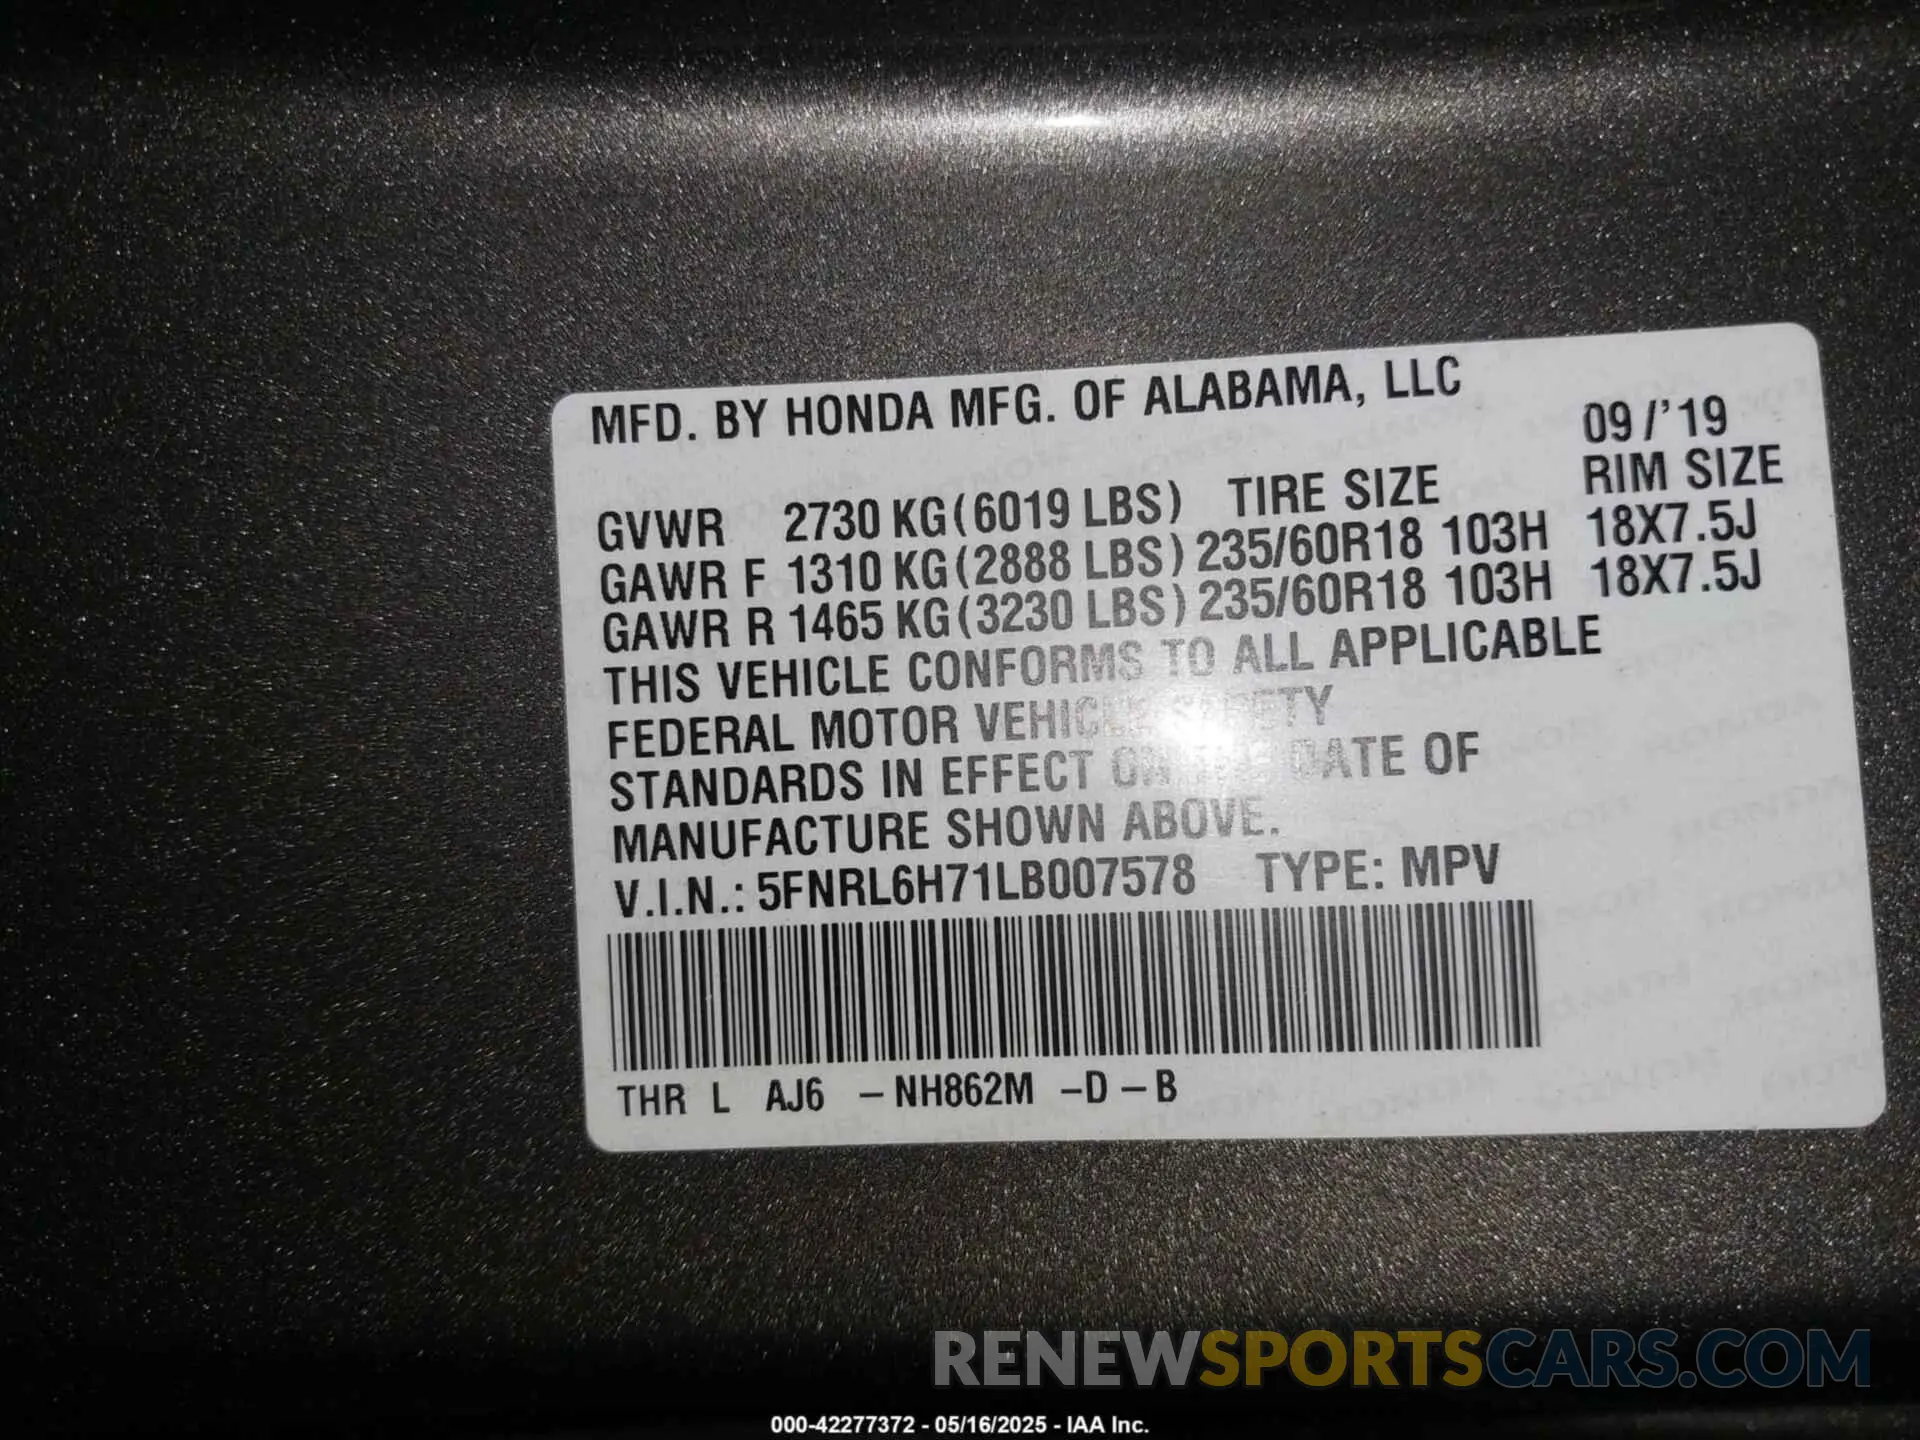 MFD. BY HONDA MFG. OF ALABAMA, LLC
09/'19
GVWR 2730 KG (6019 LBS) TIRE SIZE RIM SIZE
GAWR F 1310 KG (2888 LBS) 235/60R18 103H 18X7.5J
GAWR R 1465 KG (3230 LBS) 235/60R18 103H 18X7.5J
THIS VEHICLE CONFORMS TO ALL APPLICABLE
FEDERAL MOTOR VEHICLE SAFETY
STANDARDS IN EFFECT ON THE DATE OF
MANUFACTURE SHOWN ABOVE.
V.I.N.: 5FNRL6H71LB007578 TYPE: MPV
THR L AJ6 –NH862M –D –B
RENEWSPORTSCARS.COM
000-42277372 - 05/16/2025 - IAA Inc.